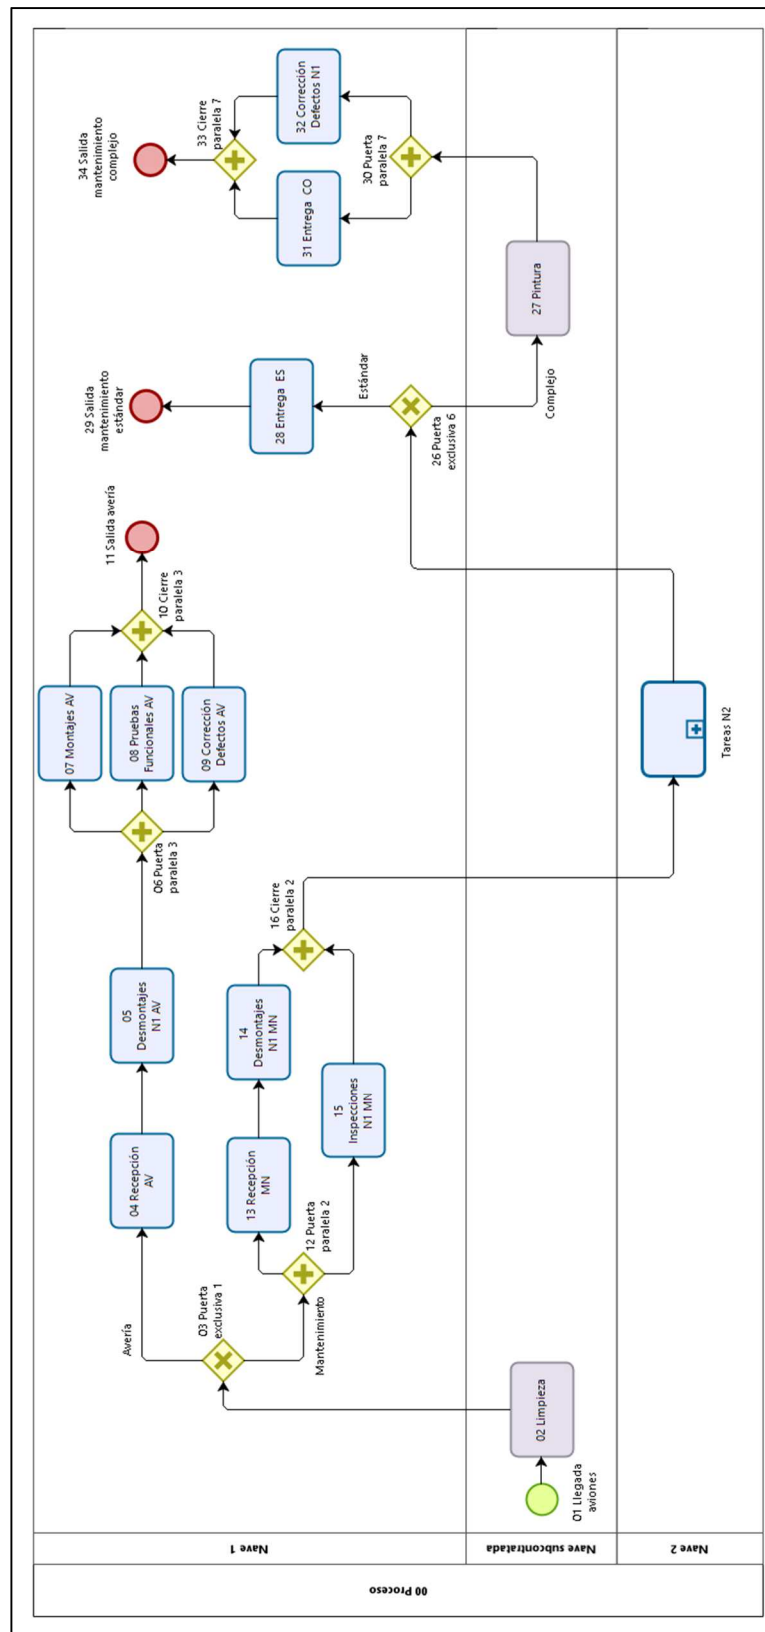 00 Proceso
Nave 1
Nave subcontratada
Nave 2
01 Llegada
aviones
02 Limpieza
03 Puerta
exclusiva 1
Avería
Mantenimiento
04 Recepción
AV
05
Desmontajes
N1 AV
06 Puerta
paralela 3
07 Montajes AV
08 Pruebas
Funcionales AV
09 Corrección
Defectos AV
10 Cierre
paralela 3
11 Salida avería
12 Puerta
paralela 2
13 Recepción
MN
14
Desmontajes
N1 MN
15
Inspecciones
N1 MN
16 Cierre
paralela 2
Tareas N2
26 Puerta
exclusiva 6
Estándar
Complejo
27 Pintura
28 Entrega ES
29 Salida
mantenimiento
estándar
30 Puerta
paralela 7
31 Entrega CO
32 Corrección
Defectos N1
33 Cierre
paralela 7
34 Salida
mantenimiento
complejo